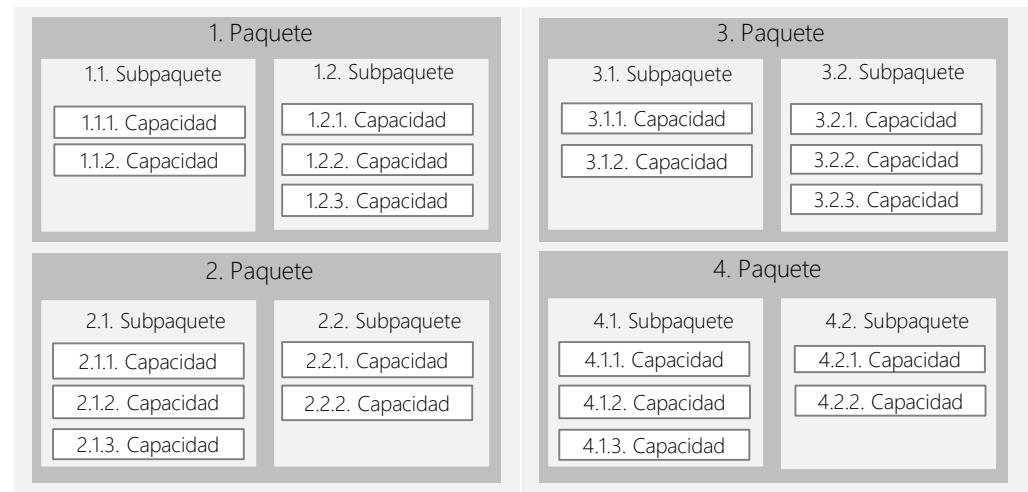 1. Paquete
1.1. Subpaquete
1.1.1. Capacidad
1.1.2. Capacidad
1.2. Subpaquete
1.2.1. Capacidad
1.2.2. Capacidad
1.2.3. Capacidad
2. Paquete
2.1. Subpaquete
2.1.1. Capacidad
2.1.2. Capacidad
2.1.3. Capacidad
2.2. Subpaquete
2.2.1. Capacidad
2.2.2. Capacidad
3. Paquete
3.1. Subpaquete
3.1.1. Capacidad
3.1.2. Capacidad
3.2. Subpaquete
3.2.1. Capacidad
3.2.2. Capacidad
3.2.3. Capacidad
4. Paquete
4.1. Subpaquete
4.1.1. Capacidad
4.1.2. Capacidad
4.1.3. Capacidad
4.2. Subpaquete
4.2.1. Capacidad
4.2.2. Capacidad